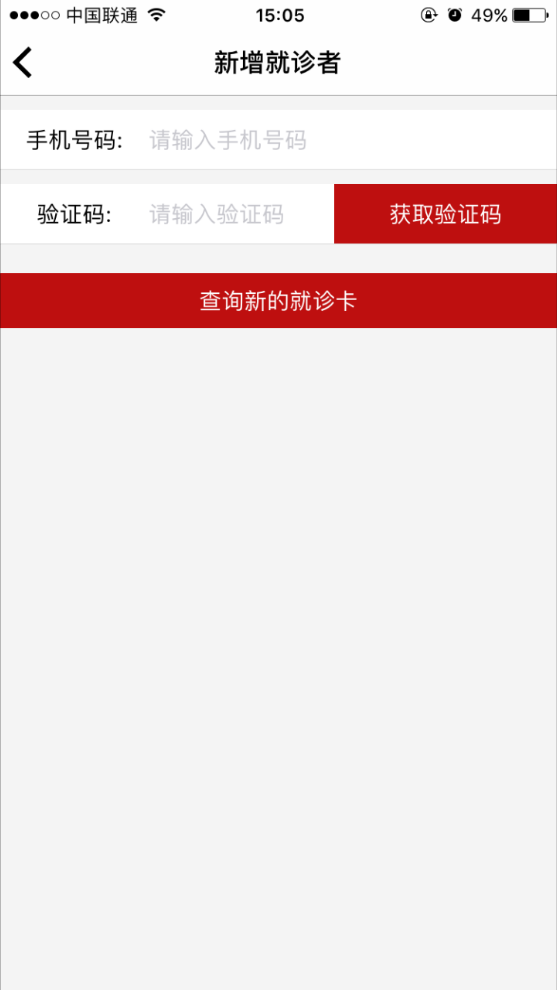 中国联通 15:05 49%
新增就诊者
手机号码: 请输入手机号码
验证码: 请输入验证码 获取验证码
查询新的就诊卡